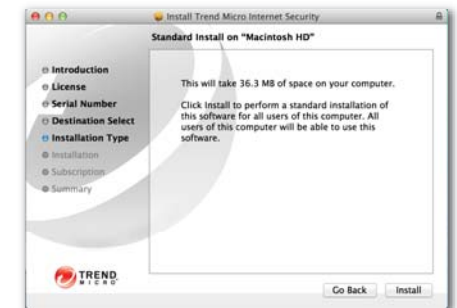 Install Trend Micro Internet Security
Standard Install on "Macintosh HD"
Introduction
License
Serial Number
Destination Select
Installation Type
Installation
Subscription
Summary
This will take 36.3 MB of space on your computer.
Click Install to perform a standard installation of
this software for all users of this computer. All
users of this computer will be able to use this
software.
TREND
MICRO
Go Back
Install